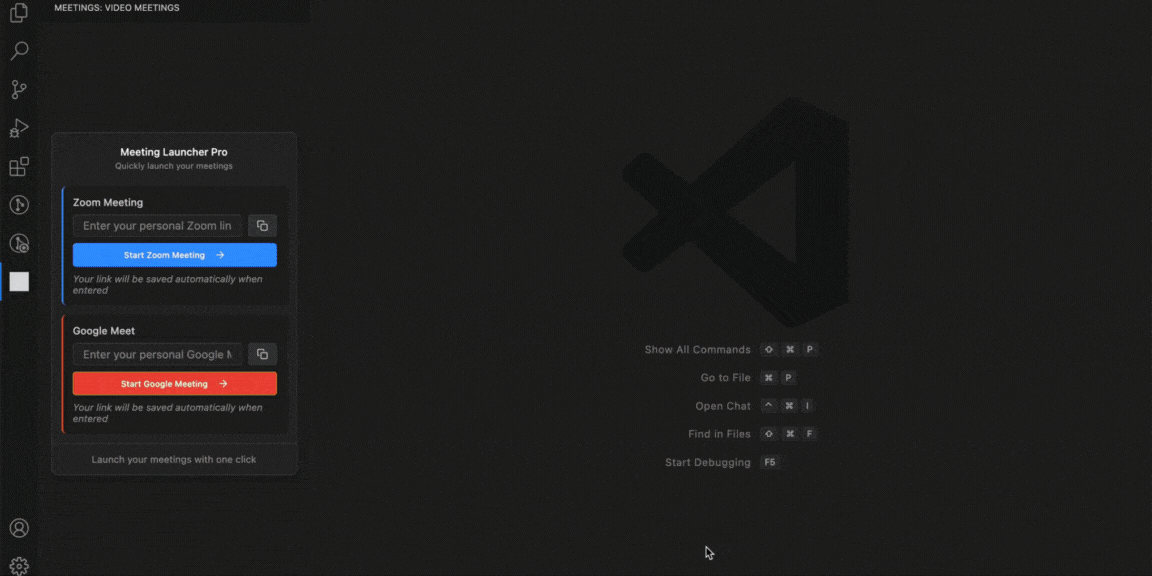 MEETINGS: VIDEO MEETINGS
Meeting Launcher Pro
Quickly launch your meetings
Zoom Meeting
Enter your personal Zoom lin
Start Zoom Meeting →
Your link will be saved automatically when
entered
Google Meet
Enter your personal Google M
Start Google Meeting →
Your link will be saved automatically when
entered
Launch your meetings with one click
Show All Commands ⇧ ⌘ P
Go to File ⌘ P
Open Chat ^ ⌘ I
Find in Files ⇧ ⌘ F
Start Debugging F5